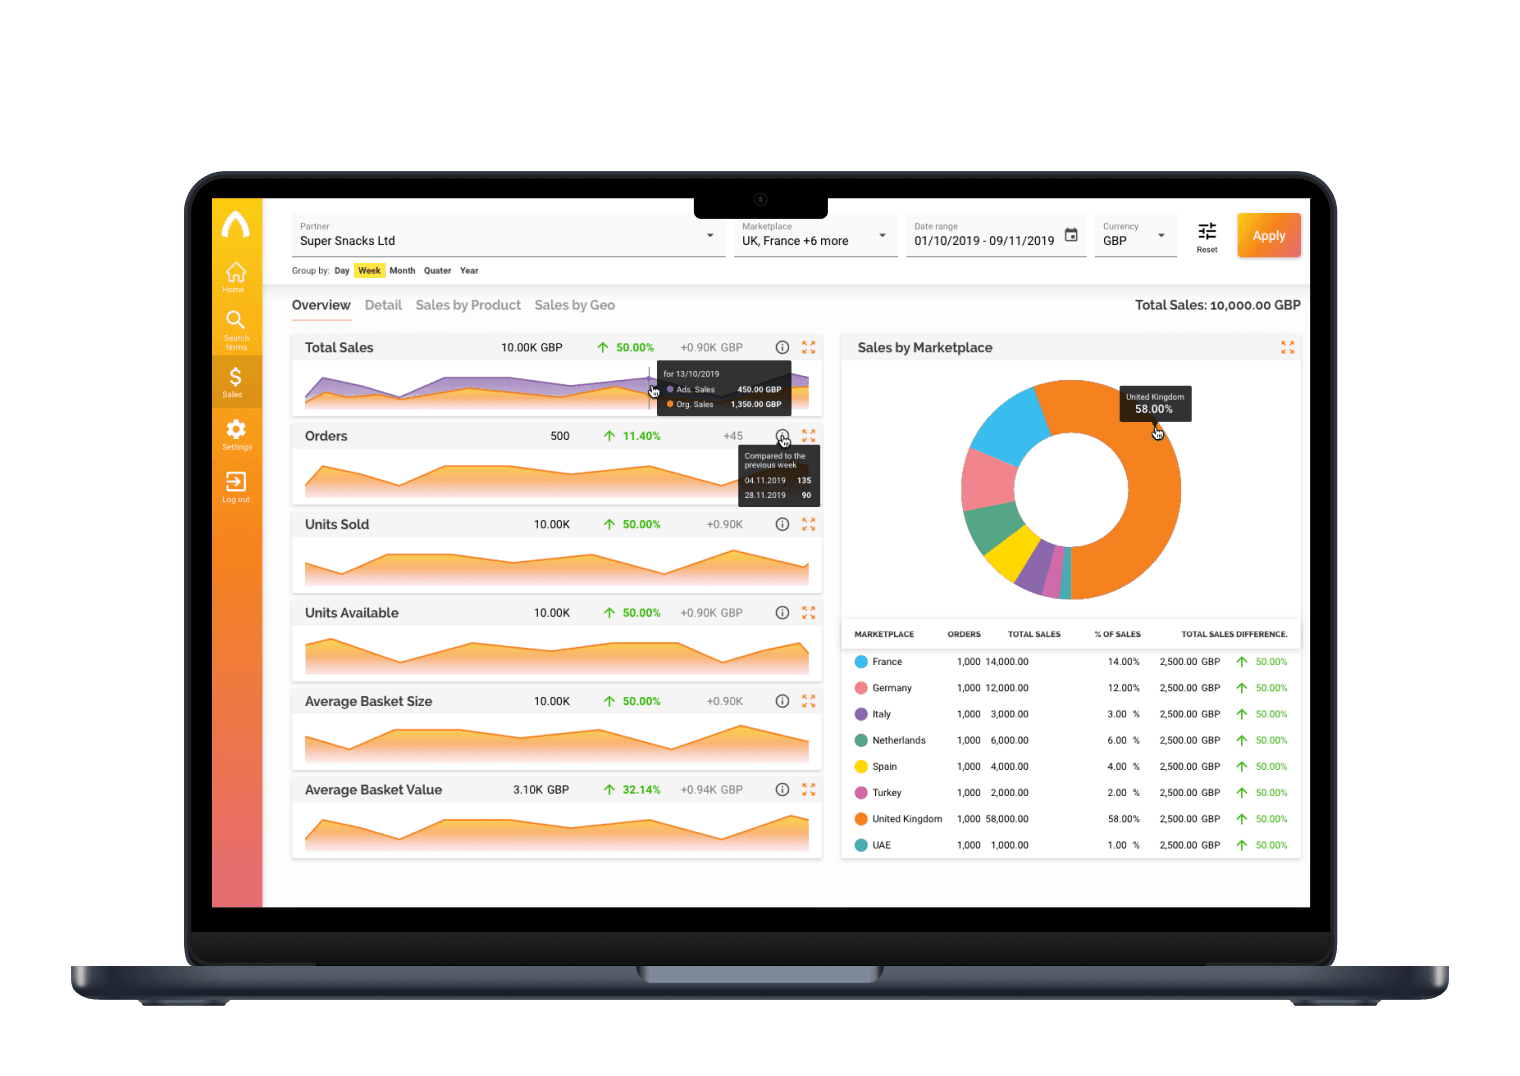 Partner
Super Snacks Ltd
Marketplace
UK, France +6 more
Date range
01/10/2019 - 09/11/2019
Currency
GBP
Reset
Apply
Group by: Day Week Month Quater Year
Home
Search
terms
Sales
Settings
Log out
Overview Detail Sales by Product Sales by Geo
Total Sales: 10,000.00 GBP
Total Sales 10.00K GBP 50.00% +0.90K GBP
for 13/10/2019
Ads. Sales 450.00 GBP
Org. Sales 1,350.00 GBP
Orders 500 11.40% +45
Compared to the
previous week
04.11.2019 135
28.11.2019 90
Units Sold 10.00K 50.00% +0.90K
Units Available 10.00K 50.00% +0.90K GBP
Average Basket Size 10.00K 50.00% +0.90K
Average Basket Value 3.10K GBP 32.14% +0.94K GBP
Sales by Marketplace
United Kingdom
58.00%
MARKETPLACE ORDERS TOTAL SALES % OF SALES TOTAL SALES DIFFERENCE.
France 1,000 14,000.00 14.00% 2,500.00 GBP 50.00%
Germany 1,000 12,000.00 12.00% 2,500.00 GBP 50.00%
Italy 1,000 3,000.00 3.00 % 2,500.00 GBP 50.00%
Netherlands 1,000 6,000.00 6.00 % 2,500.00 GBP 50.00%
Spain 1,000 4,000.00 4.00 % 2,500.00 GBP 50.00%
Turkey 1,000 2,000.00 2.00 % 2,500.00 GBP 50.00%
United Kingdom 1,000 58,000.00 58.00% 2,500.00 GBP 50.00%
UAE 1,000 1,000.00 1.00 % 2,500.00 GBP 50.00%